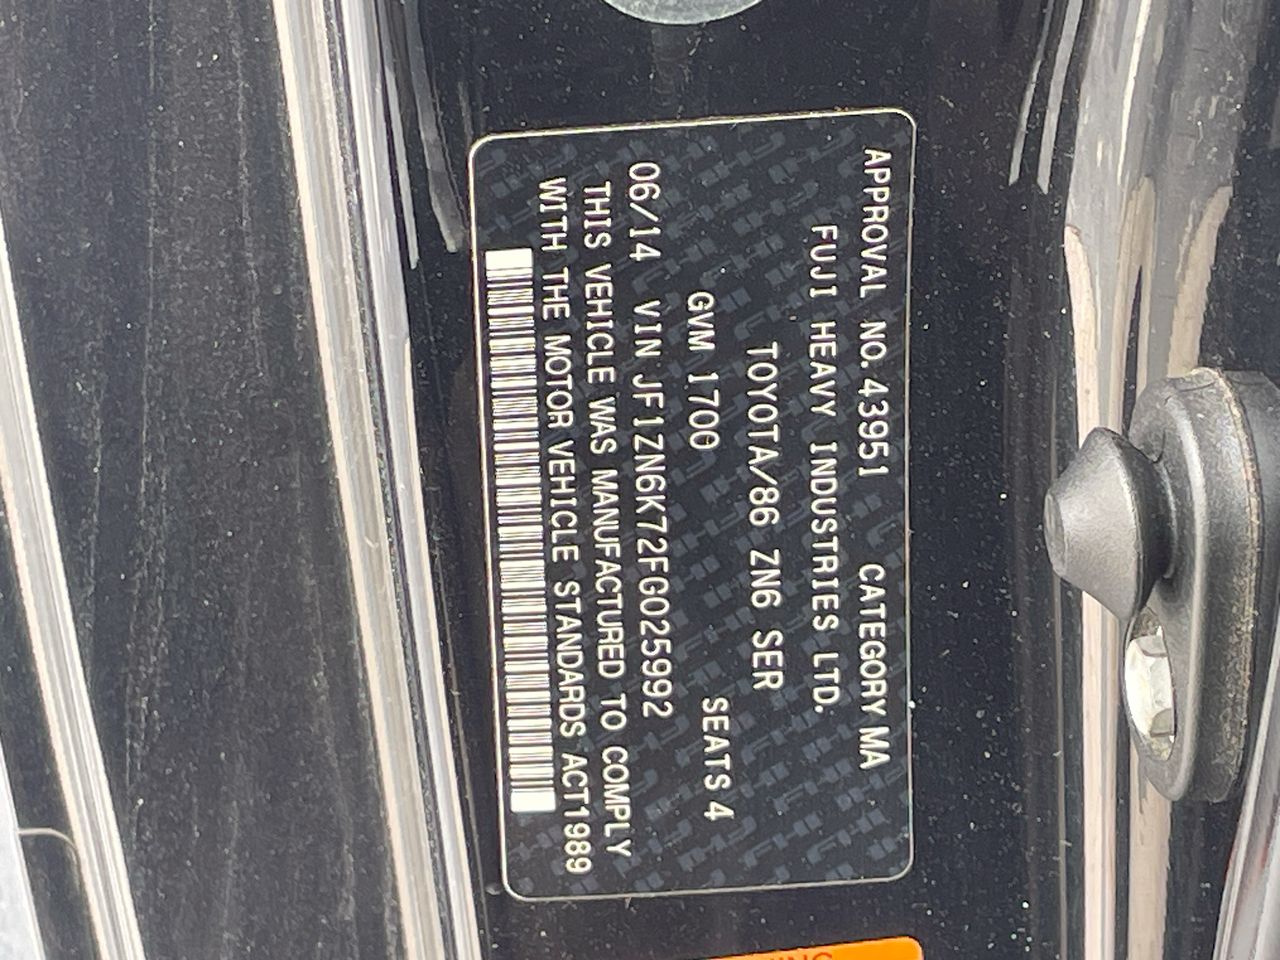 APPROVAL NO. 43951 CATEGORY MA
FUJI HEAVY INDUSTRIES LTD.
TOYOTA/86 ZN6 SER
GVM 1700 SEATS 4
06/14 VIN JF1ZN6K72FG025992
THIS VEHICLE WAS MANUFACTURED TO COMPLY
WITH THE MOTOR VEHICLE STANDARDS ACT1989